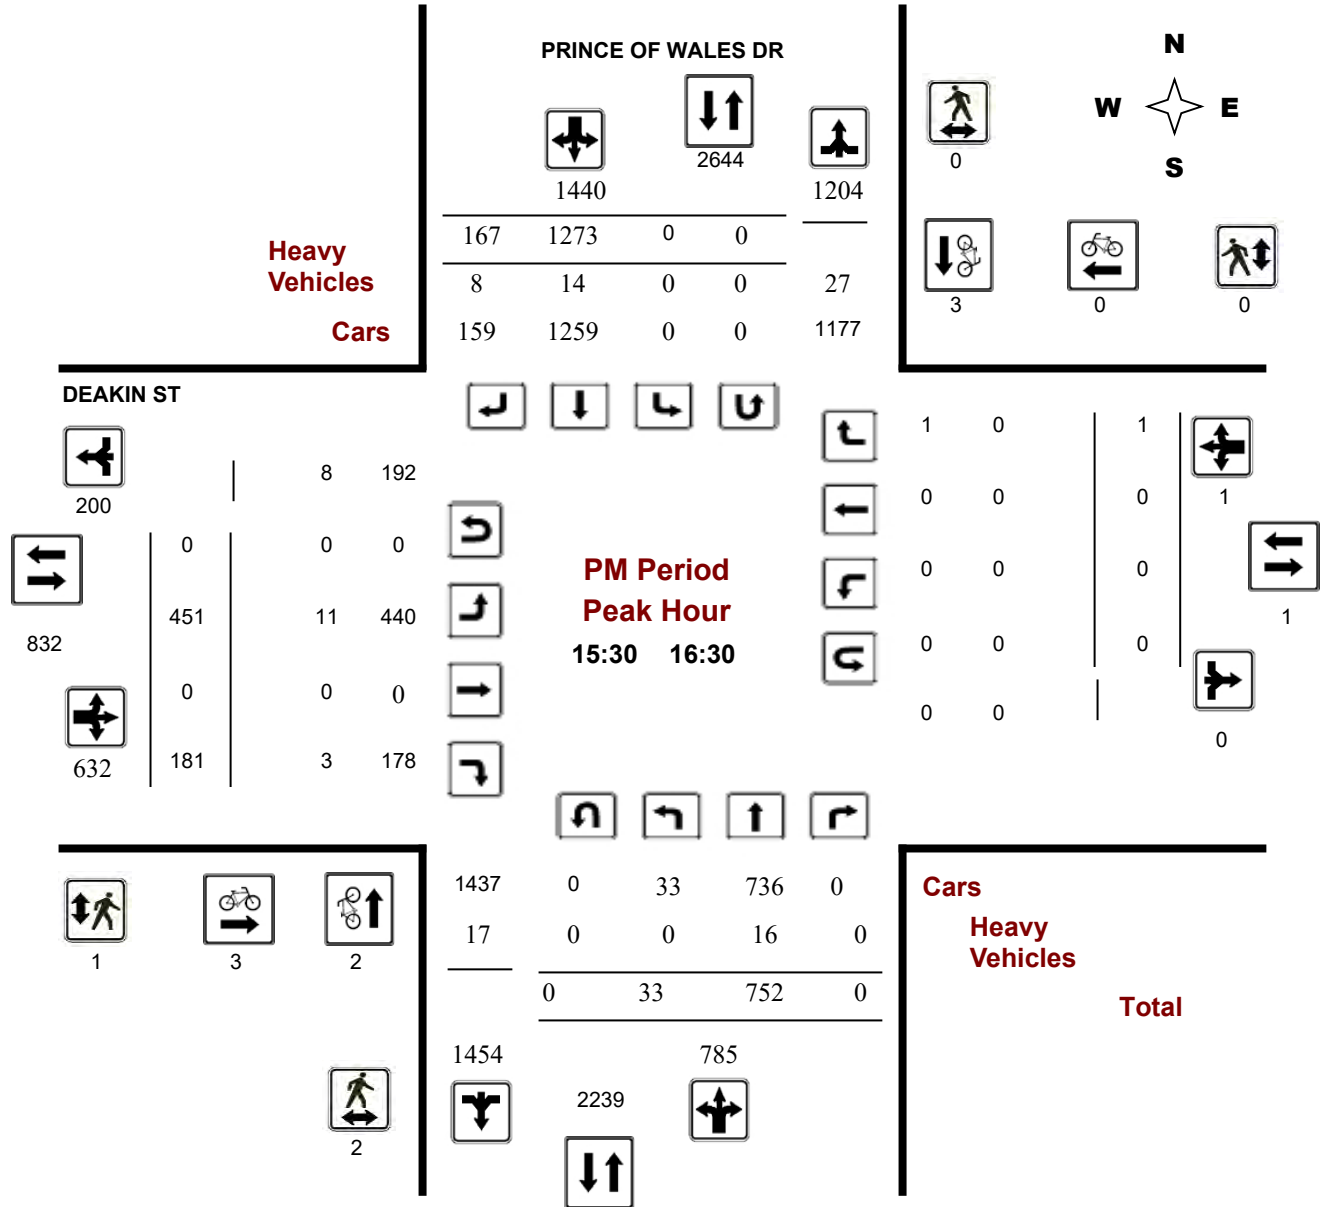 PRINCE OF WALES DR
N
W E
S
2644
1440
1204
0
167 1273 0 0
Heavy
Vehicles
8 14 0 0 27
3 0 0
Cars
159 1259 0 0 1177
DEAKIN ST
1 0 1
8 192
200
0 0 0 1
0 0 0
PM Period
0 0 0
Peak Hour
451 11 440
1
832
15:30 16:30
0 0 0
0 0 0
0 0
0
632
181 3 178
1437 0 33 736 0
Cars
17 0 0 16 0
Heavy
Vehicles
1 3 2
0 33 752 0
Total
1454 785
2239
2